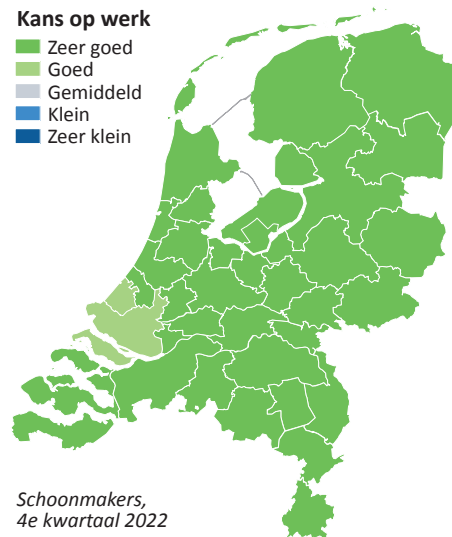 Kans op werk
Zeer goed
Goed
Gemiddeld
Klein
Zeer klein
Schoonmakers,
4e kwartaal 2022